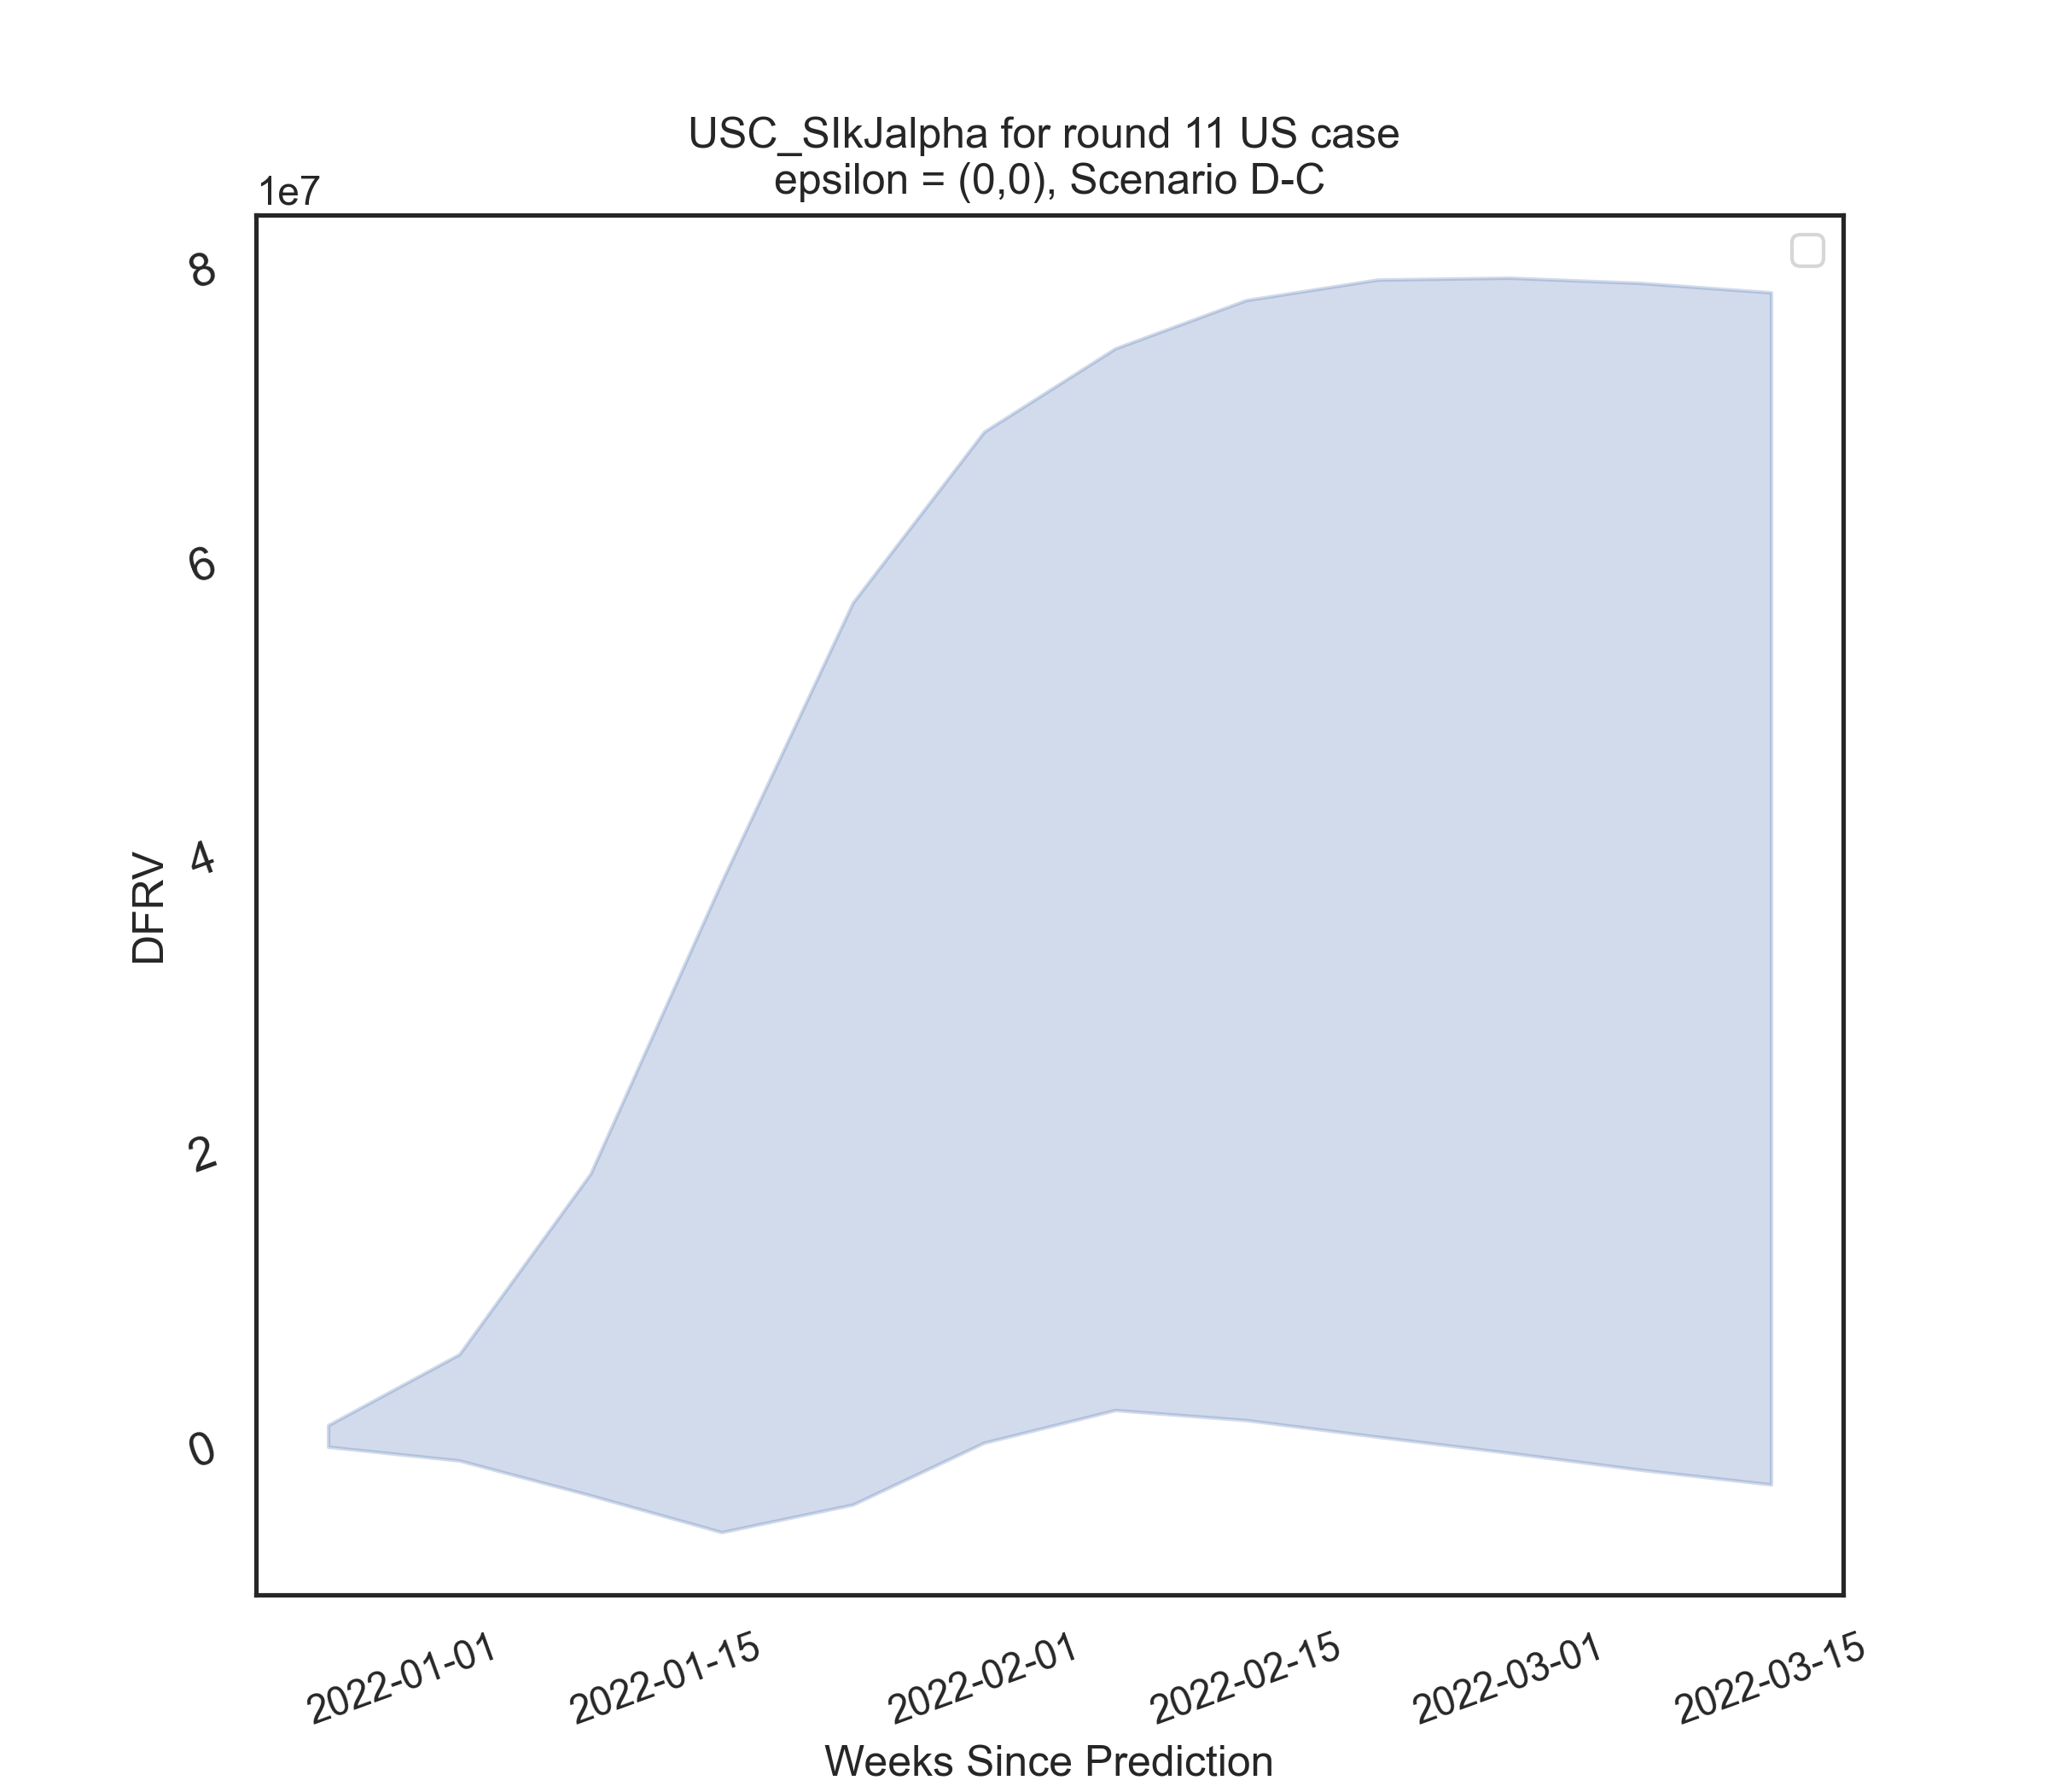 USC_SIkJalpha for round 11 US case
epsilon = (0,0), Scenario D-C
1e7
8
6
4
2
0
DFRV
2022-01-01
2022-01-15
2022-02-01
2022-02-15
2022-03-01
2022-03-15
Weeks Since Prediction